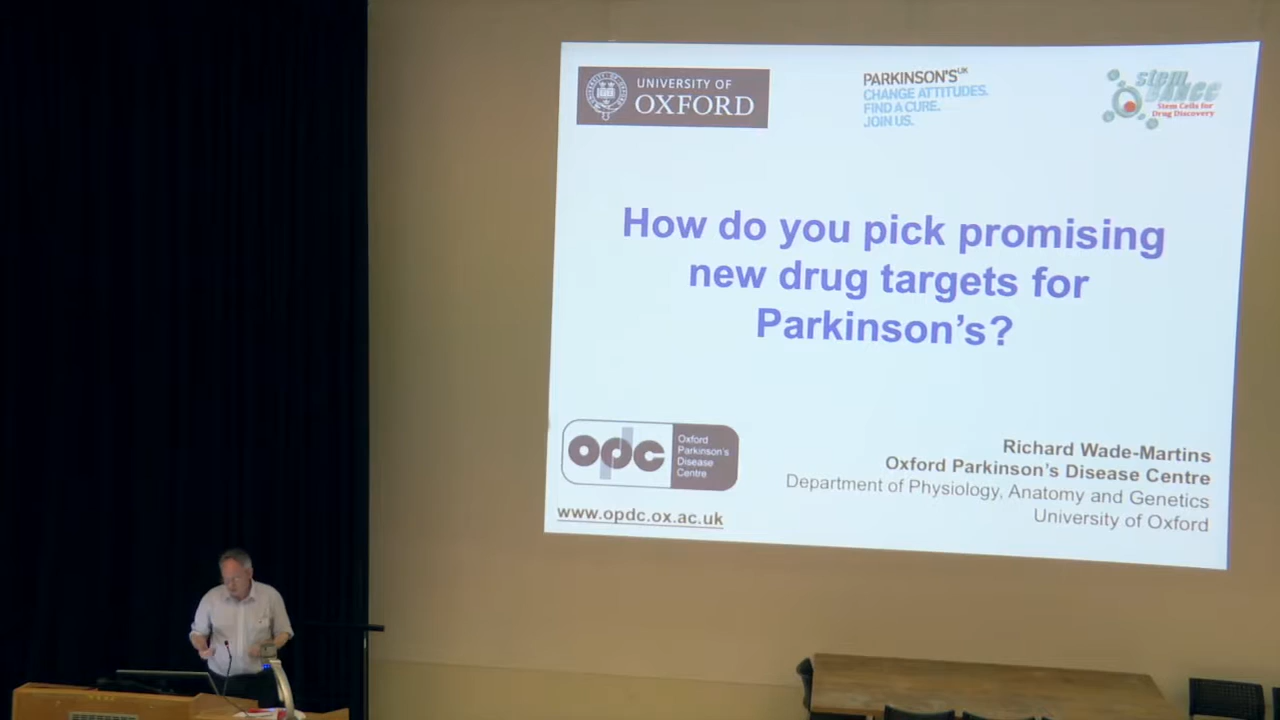 UNIVERSITY OF
OXFORD
PARKINSON'S UK
CHANGE ATTITUDES.
FIND A CURE.
JOIN US.
stem
Stem Cells for
Drug Discovery
How do you pick promising
new drug targets for
Parkinson's?
opdc
Oxford
Parkinson's
Disease
Centre
www.opdc.ox.ac.uk
Richard Wade-Martins
Oxford Parkinson's Disease Centre
Department of Physiology, Anatomy and Genetics
University of Oxford